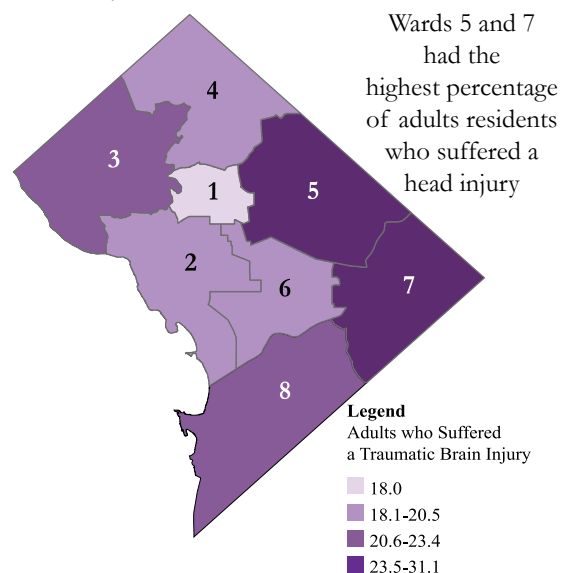 Wards 5 and 7
had the
highest percentage
of adults residents
who suffered a
head injury
4
3
1
5
2
6
7
8
Legend
Adults who Suffered
a Traumatic Brain Injury
18.0
18.1-20.5
20.6-23.4
23.5-31.1